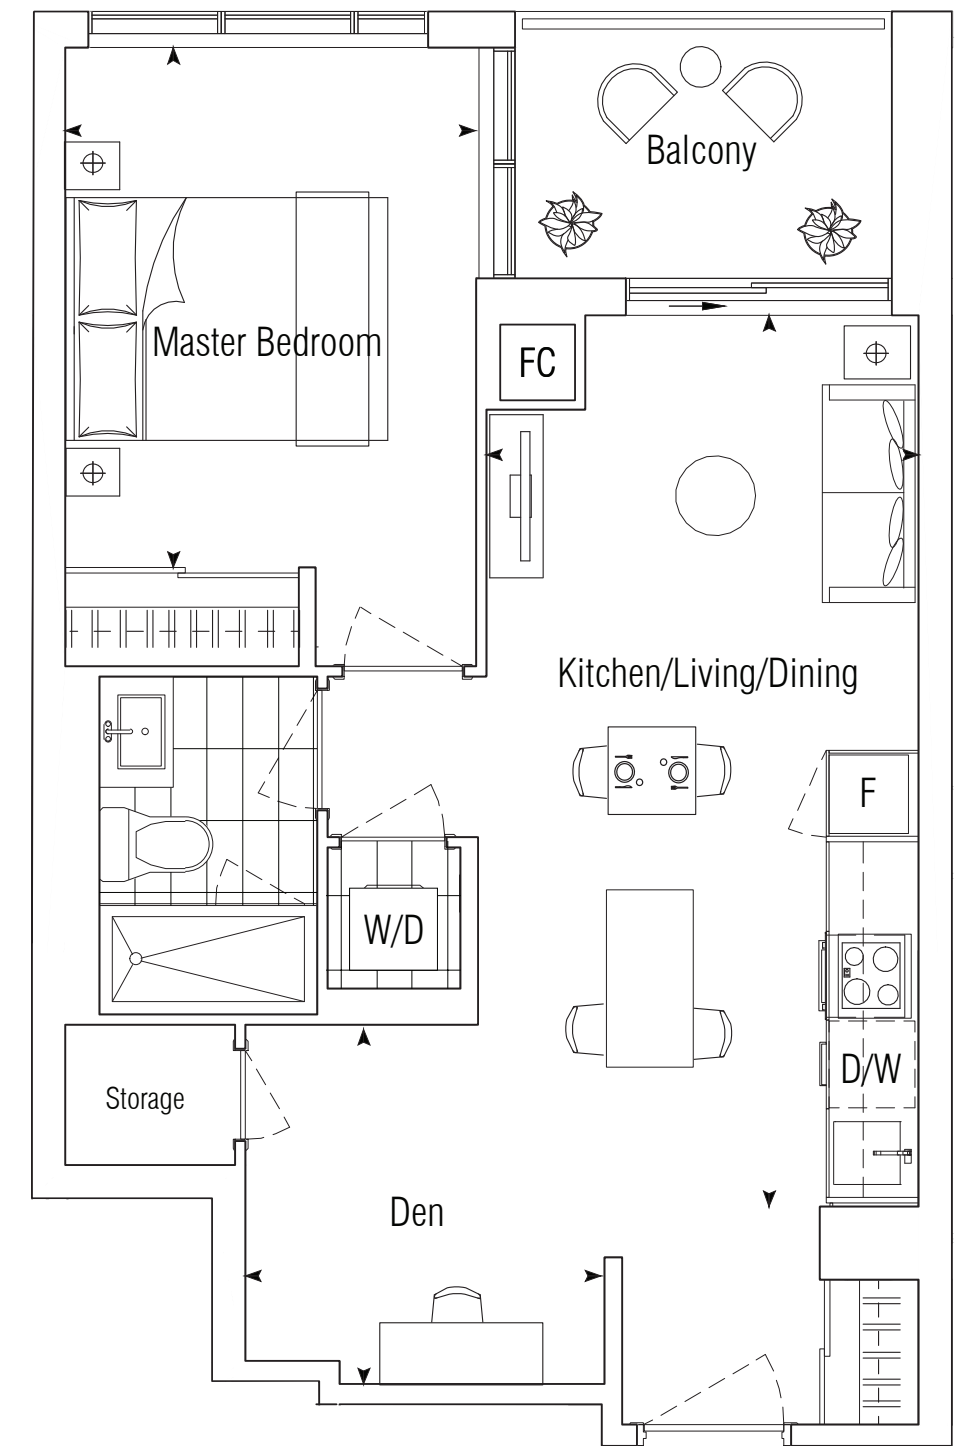 Balcony
Master Bedroom
FC
Kitchen/Living/Dining
F
W/D
D/W
Storage
Den